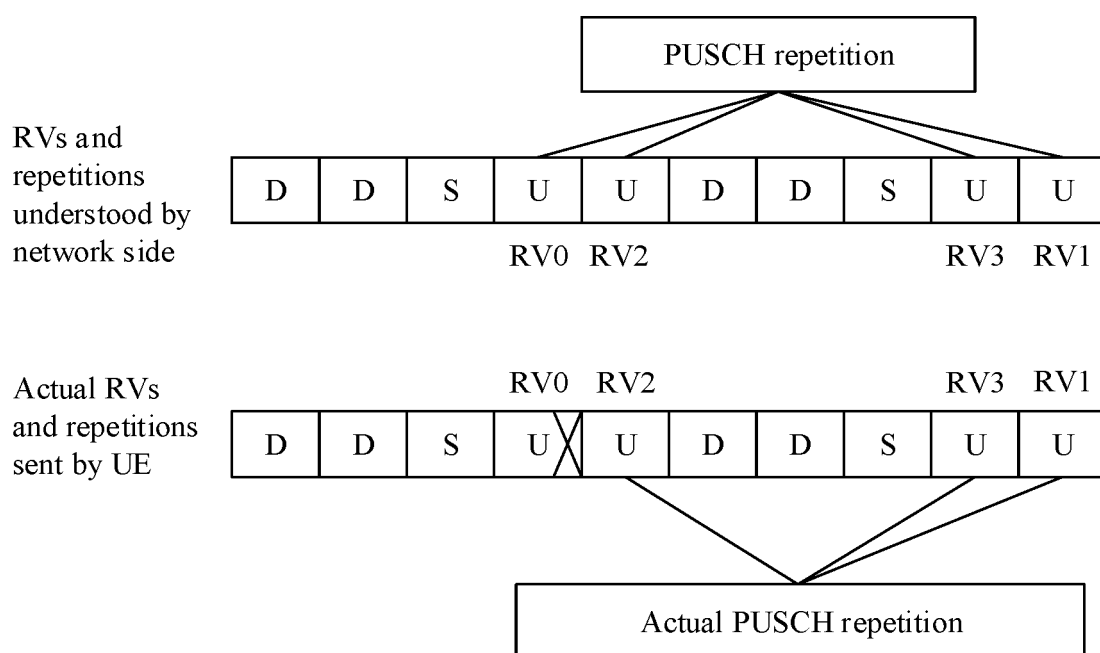 PUSCH repetition
RVs and
repetitions
understood by
network side
D D S U U D D S U U
RV0 RV2 RV3 RV1
Actual RVs
and repetitions
sent by UE
RV0 RV2 RV3 RV1
D D S U U D D S U U
Actual PUSCH repetition